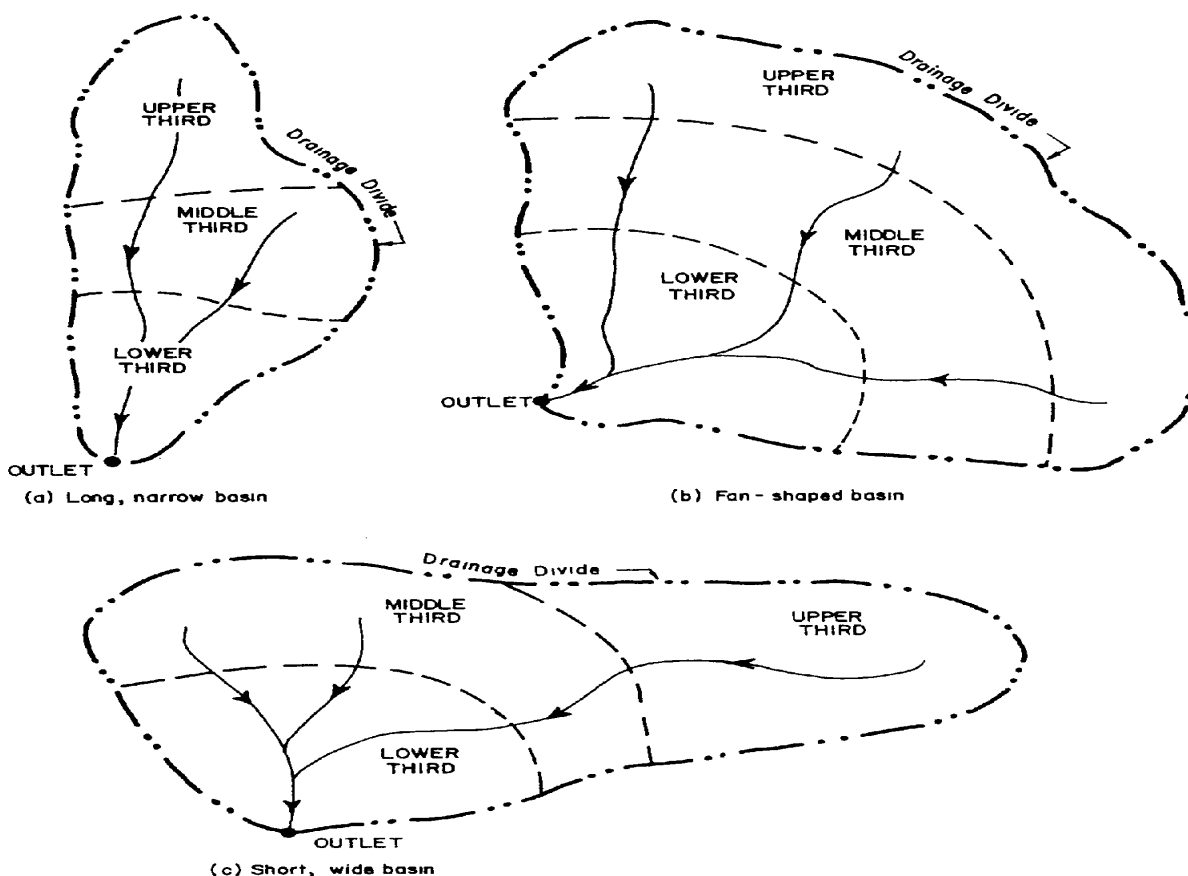 UPPER
THIRD
Drainage Divide
MIDDLE
THIRD
LOWER
THIRD
OUTLET
(a) Long, narrow basin
Drainage Divide
UPPER
THIRD
MIDDLE
THIRD
LOWER
THIRD
OUTLET
(b) Fan-shaped basin
Drainage Divide
MIDDLE
THIRD
UPPER
THIRD
LOWER
THIRD
OUTLET
(c) Short, wide basin